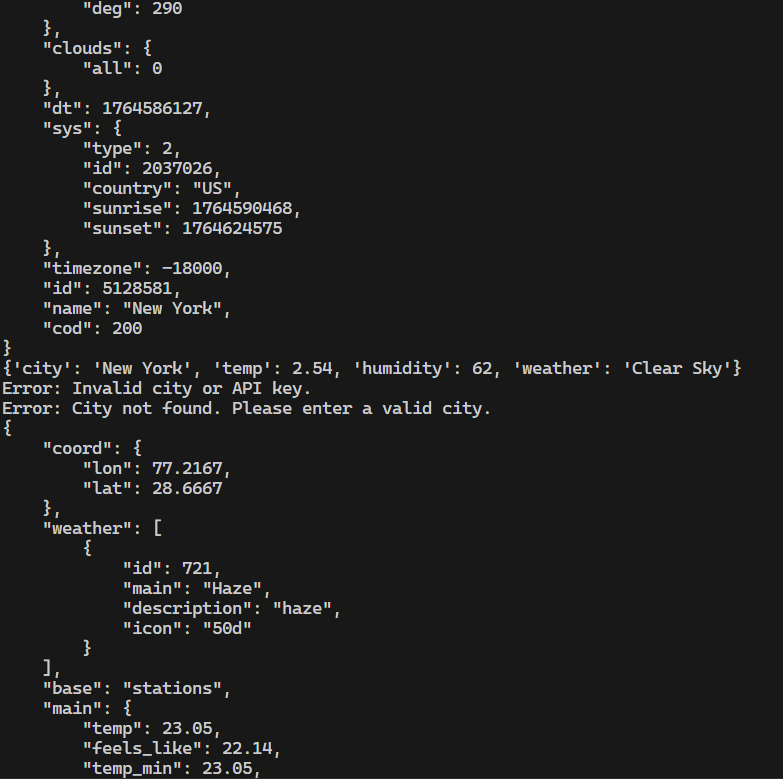 "deg": 290
    },
    "clouds": {
        "all": 0
    },
    "dt": 1764586127,
    "sys": {
        "type": 2,
        "id": 2037026,
        "country": "US",
        "sunrise": 1764590468,
        "sunset": 1764624575
    },
    "timezone": -18000,
    "id": 5128581,
    "name": "New York",
    "cod": 200
}
{'city': 'New York', 'temp': 2.54, 'humidity': 62, 'weather': 'Clear Sky'}
Error: Invalid city or API key.
Error: City not found. Please enter a valid city.
{
    "coord": {
        "lon": 77.2167,
        "lat": 28.6667
    },
    "weather": [
        {
            "id": 721,
            "main": "Haze",
            "description": "haze",
            "icon": "50d"
        }
    ],
    "base": "stations",
    "main": {
        "temp": 23.05,
        "feels_like": 22.14,
        "temp_min": 23.05,